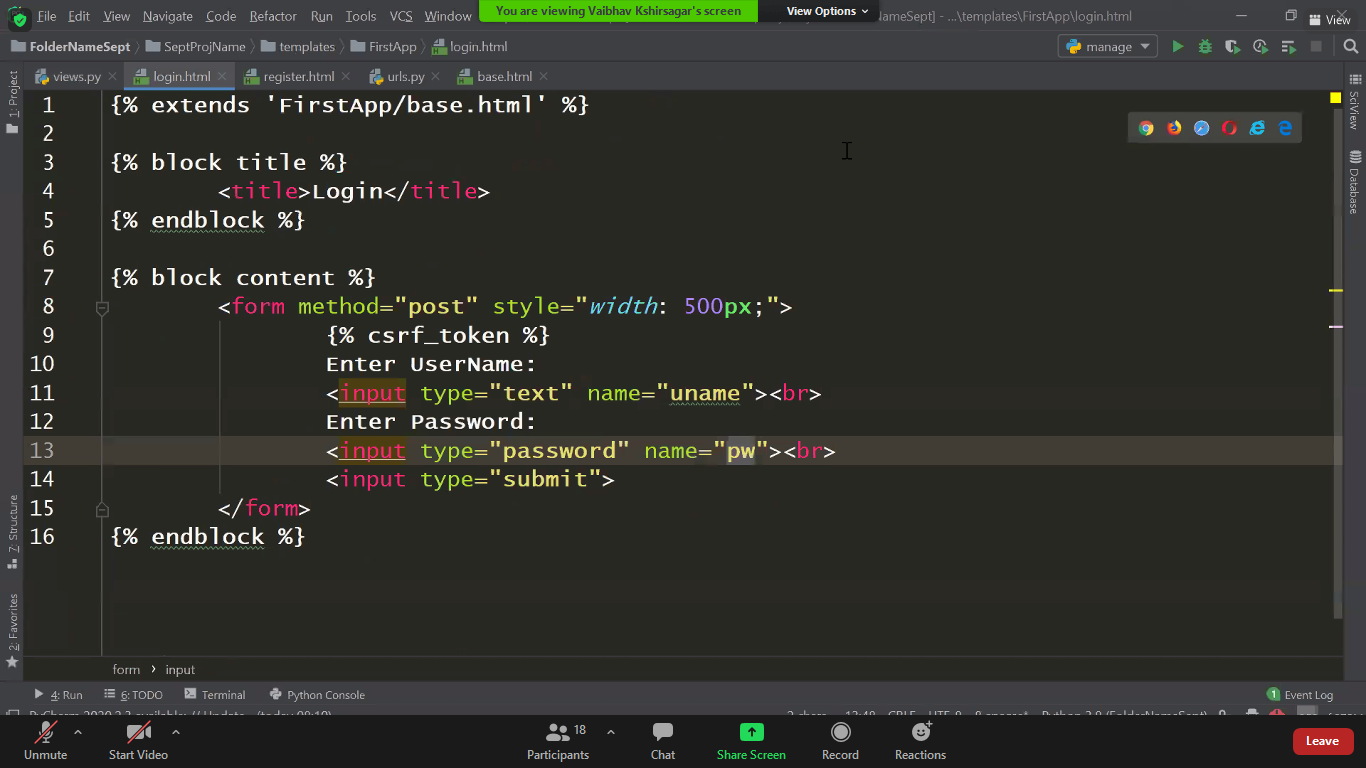 You are viewing Vaibhav Kshirsagar's screen View Options
File Edit View Navigate Code Refactor Run Tools VCS Window NameSept] - ...\templates\FirstApp\login.html View
FolderNameSept SeptProjName templates FirstApp login.html manage
views.py login.html register.html urls.py base.html
1: Project
SciView
Database
7: Structure
2: Favorites
1 {% extends 'FirstApp/base.html' %}
2
3 {% block title %}
4 <title>Login</title>
5 {% endblock %}
6
7 {% block content %}
8 <form method="post" style="width: 500px;">
9 {% csrf_token %}
10 Enter UserName:
11 <input type="text" name="uname"><br>
12 Enter Password:
13 <input type="password" name="pw"><br>
14 <input type="submit">
15 </form>
16 {% endblock %}
form input
4: Run 6: TODO Terminal Python Console 1 Event Log
Unmute Start Video Participants 18 Chat Share Screen Record Reactions Leave